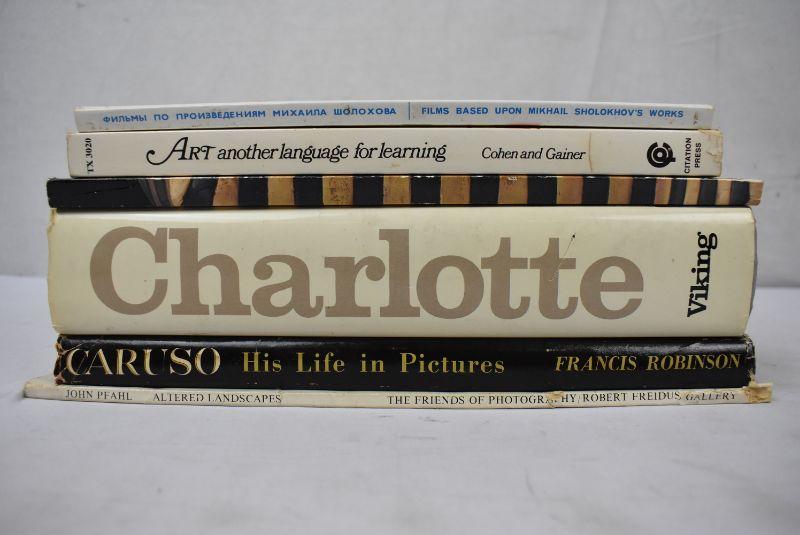 ФИЛЬМЫ ПО ПРОИЗВЕДЕНИЯМ МИХАИЛА ШОЛОХОВА FILMS BASED UPON MIKHAIL SHOLOKHOV'S WORKS
TX 3020 ART another language for learning Cohen and Gainer CITATION PRESS
Charlotte Viking
CARUSO His Life in Pictures FRANCIS ROBINSON
JOHN PFAHL ALTERED LANDSCAPES THE FRIENDS OF PHOTOGRAPHY/ROBERT FREIDUS GALLERY